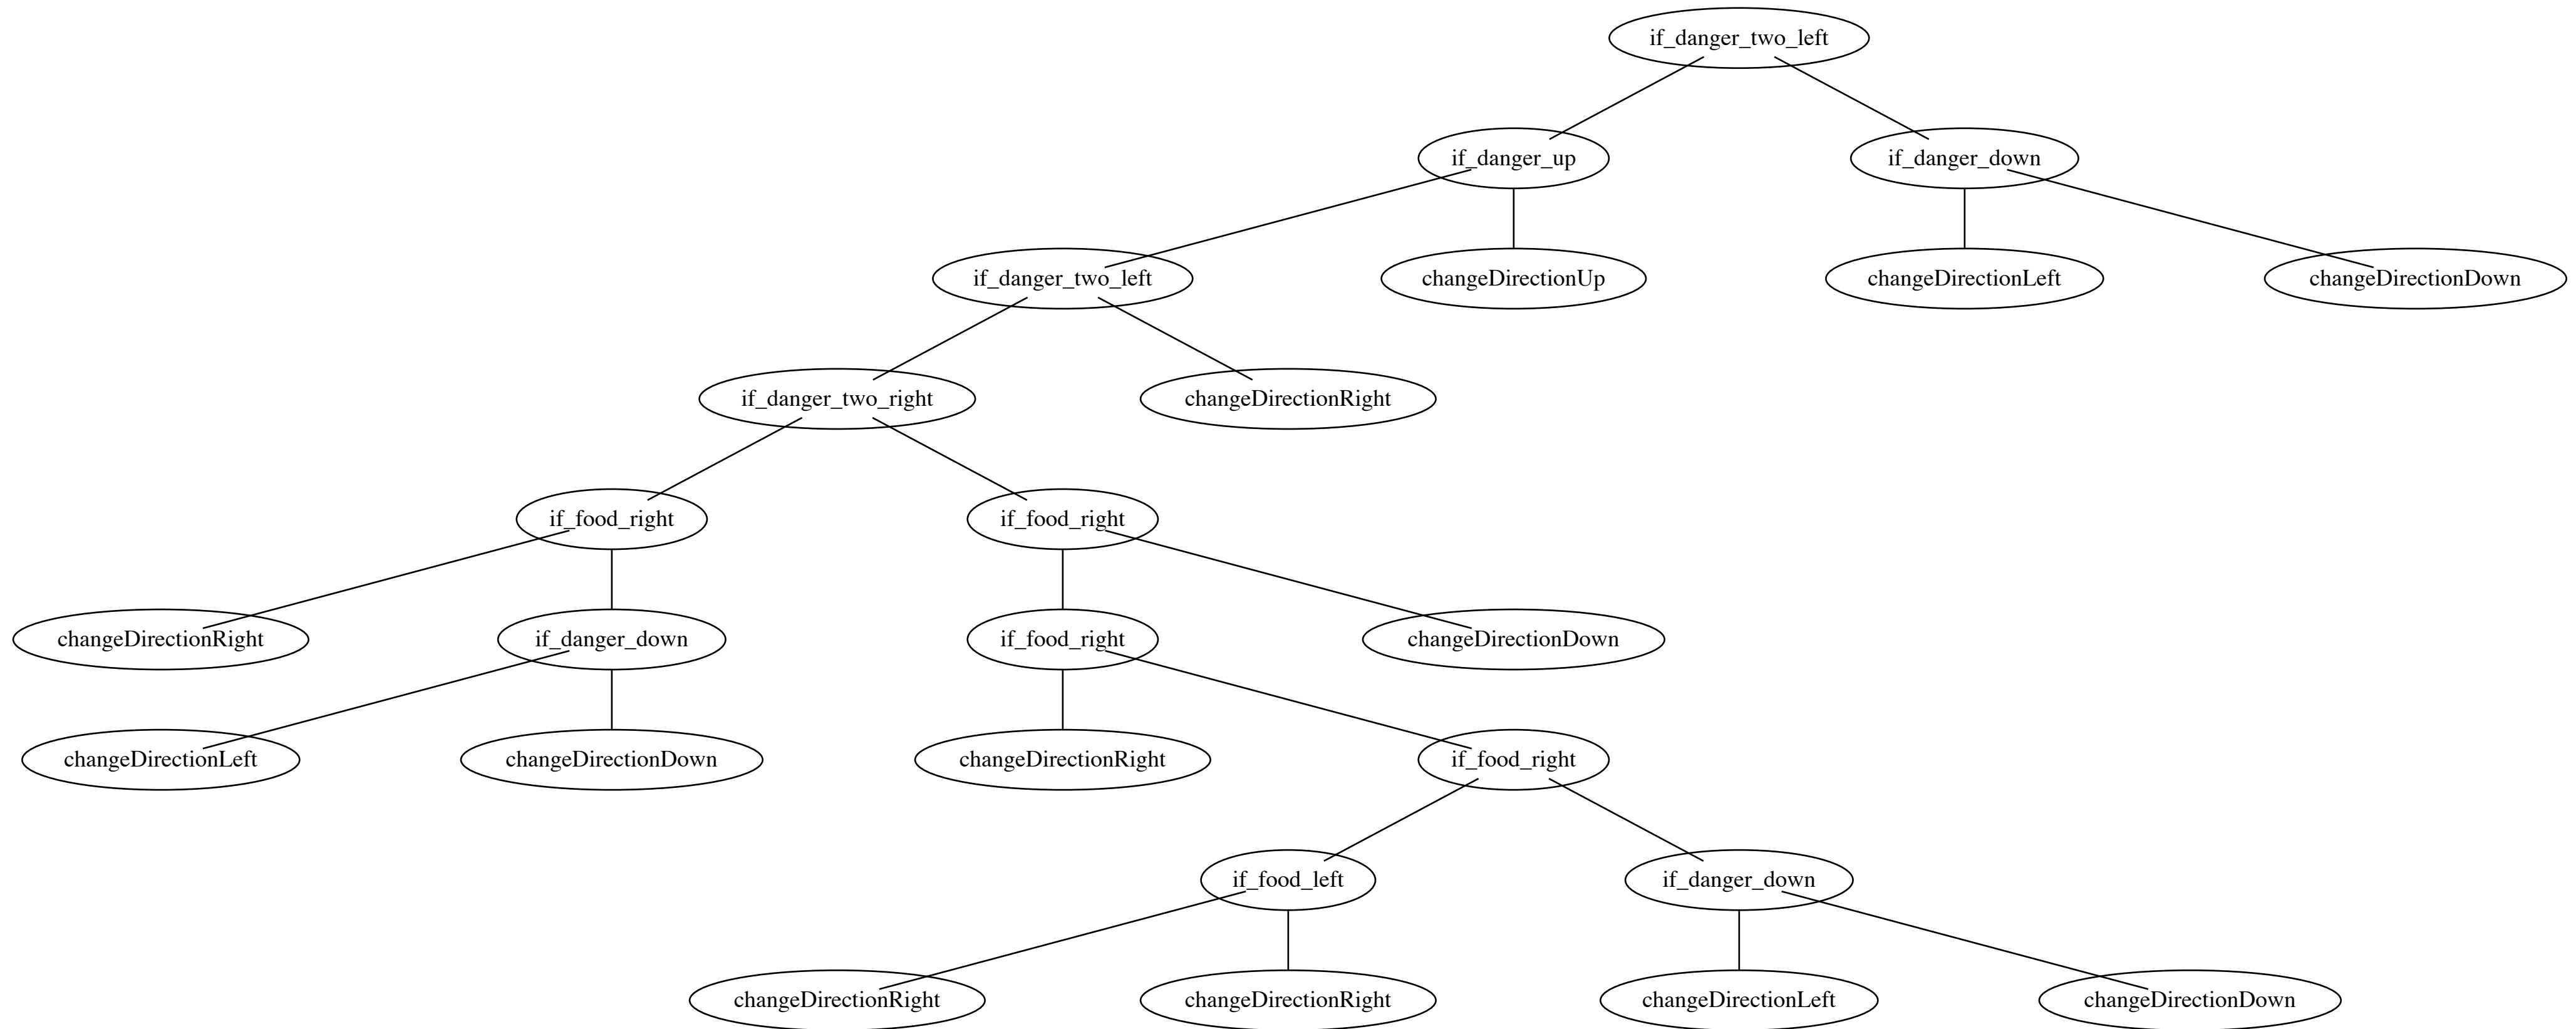 if_danger_two_left
if_danger_up
if_danger_down
if_danger_two_left
changeDirectionUp
changeDirectionLeft
changeDirectionDown
if_danger_two_right
changeDirectionRight
if_food_right
if_food_right
changeDirectionRight
if_danger_down
if_food_right
changeDirectionDown
changeDirectionLeft
changeDirectionDown
changeDirectionRight
if_food_right
if_food_left
if_danger_down
changeDirectionRight
changeDirectionRight
changeDirectionLeft
changeDirectionDown